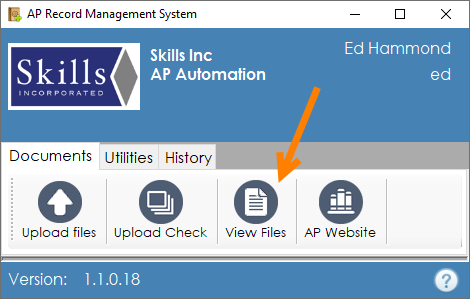 AP Record Management System
Skills
INCORPORATED
Skills Inc
AP Automation
Ed Hammond
ed
Documents
Utilities
History
Upload files
Upload Check
View Files
AP Website
Version: 1.1.0.18
?